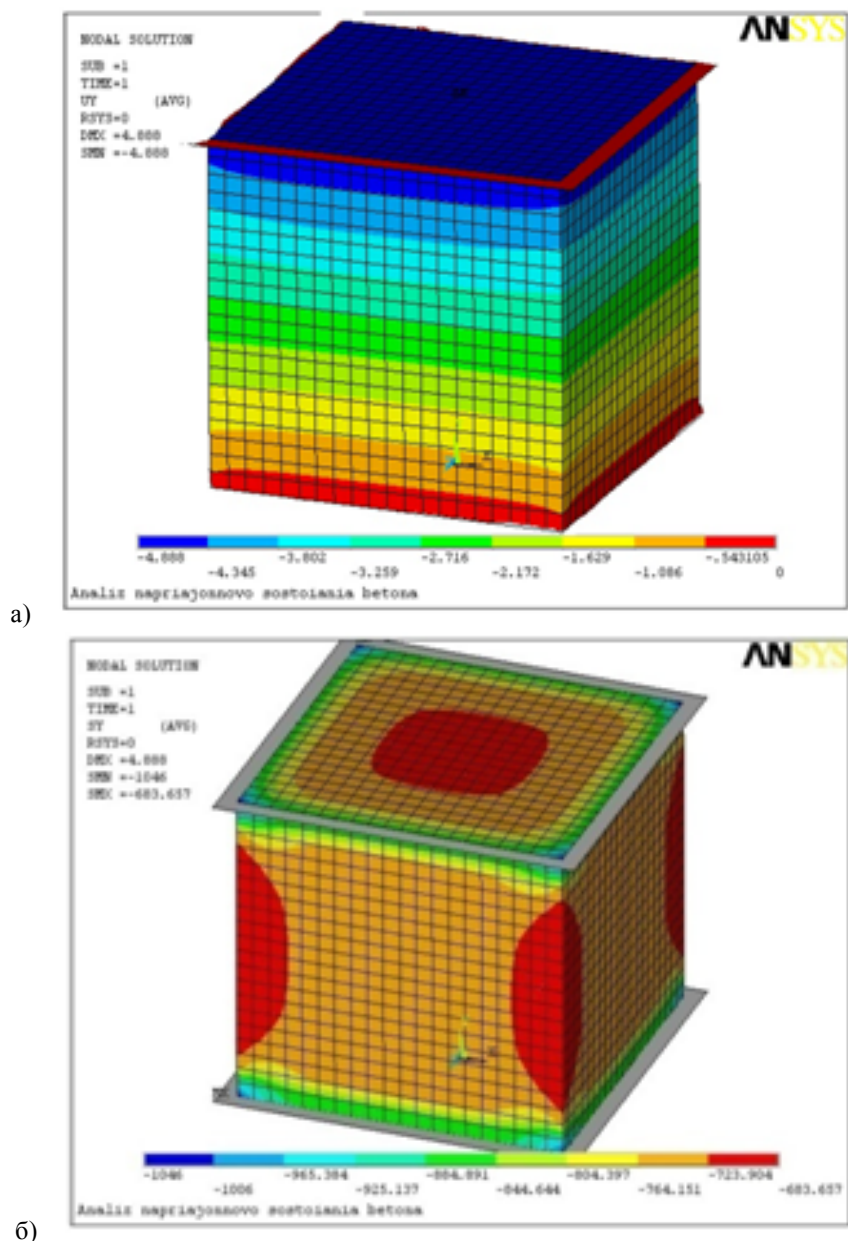 ANSYS
NODAL SOLUTION
SUB =1
TIME=1
UY (AVG)
RSYS=0
DMX =4.888
SMN =-4.888
-4.888 -3.802 -2.716 -1.629 -.543105
-4.345 -3.259 -2.172 -1.086 0
Analiz napriajonnovo sostoiania betona
а)
ANSYS
NODAL SOLUTION
SUB =1
TIME=1
SY (AVG)
RSYS=0
DMX =4.888
SMN =-1046
SMX =-683.657
-1046 -965.384 -884.891 -804.397 -723.904
-1006 -925.137 -844.644 -764.151 -683.657
Analiz napriajonnovo sostoiania betona
б)